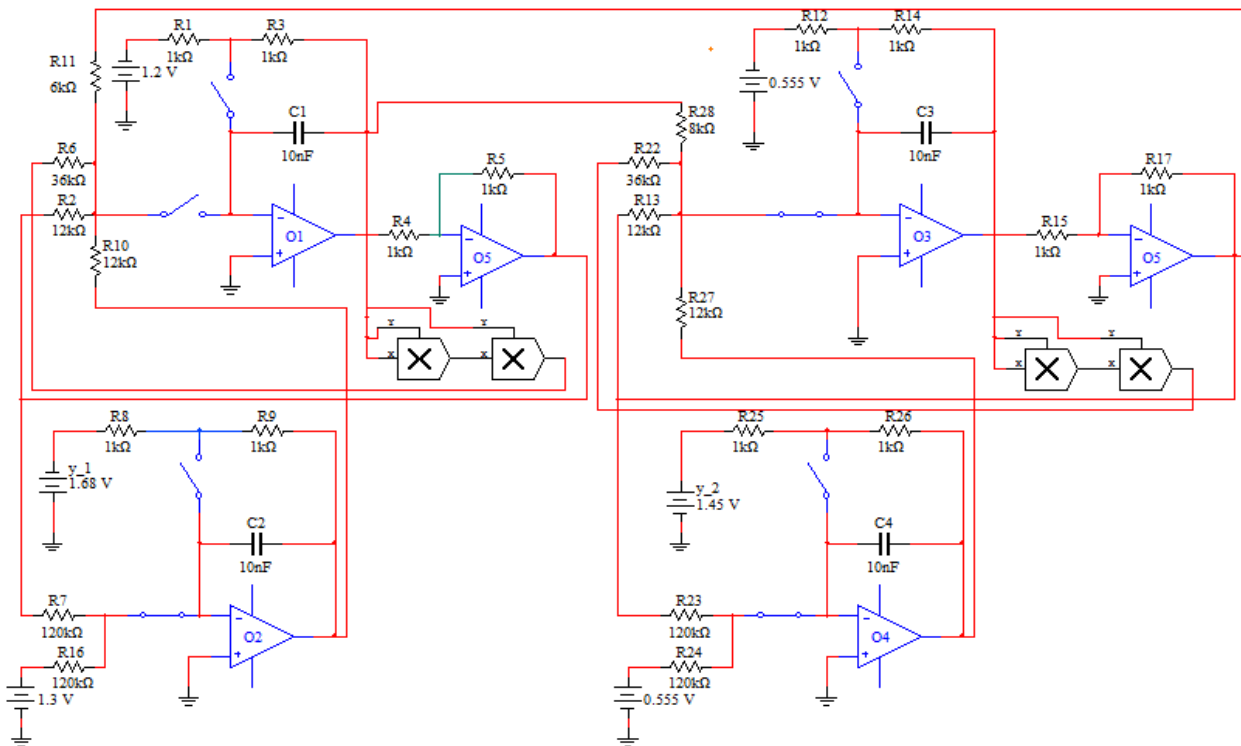 R1
1kΩ
R3
1kΩ
R11
6kΩ
1.2 V
C1
10nF
R6
36kΩ
R2
12kΩ
R10
12kΩ
O1
R4
1kΩ
R5
1kΩ
O5
Y
X
Y
X
R12
1kΩ
R14
1kΩ
0.555 V
R28
8kΩ
C3
10nF
R22
36kΩ
R13
12kΩ
R27
12kΩ
O3
R15
1kΩ
R17
1kΩ
O5
Y
X
Y
X
R8
1kΩ
R9
1kΩ
y_1
1.68 V
C2
10nF
R7
120kΩ
R16
120kΩ
1.3 V
O2
R25
1kΩ
R26
1kΩ
y_2
1.45 V
C4
10nF
R23
120kΩ
R24
120kΩ
0.555 V
O4